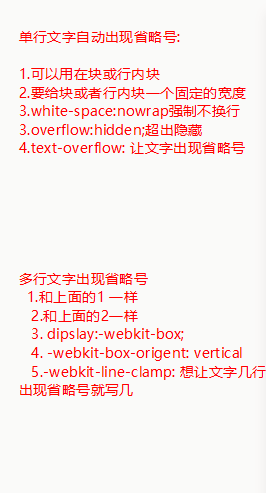 单行文字自动出现省略号:
1.可以用在块或行内块
2.要给块或者行内块一个固定的宽度
3.white-space:nowrap强制不换行
3.overflow:hidden;超出隐藏
4.text-overflow: 让文字出现省略号
多行文字出现省略号
1.和上面的1 一样
2.和上面的2一样
3. dipslay:-webkit-box;
4. -webkit-box-origent: vertical
5.-webkit-line-clamp: 想让文字几行
出现省略号就写几